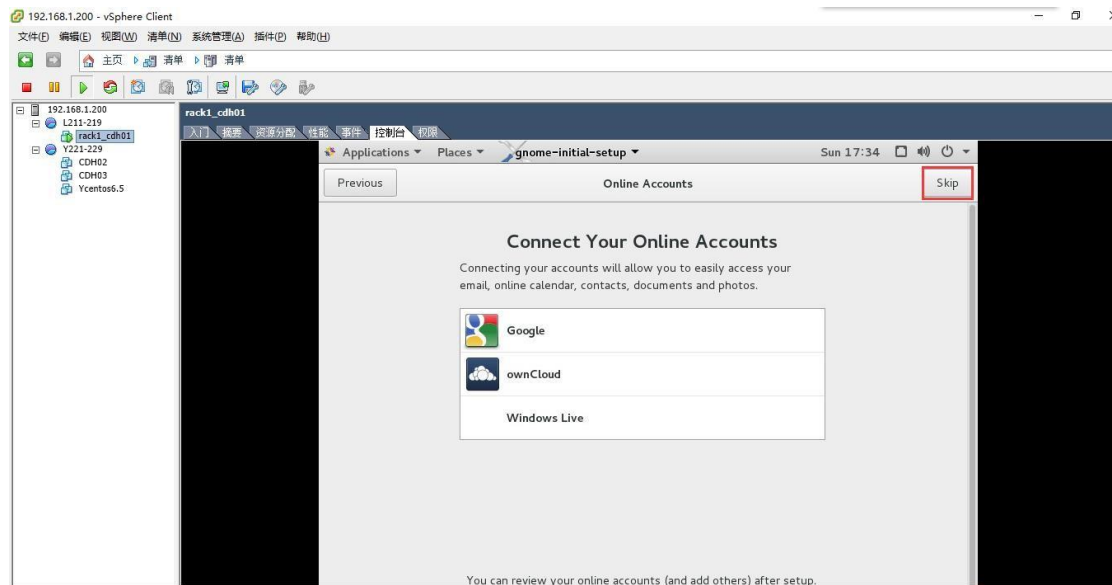 192.168.1.200 - vSphere Client
文件(F) 编辑(E) 视图(W) 清单(N) 系统管理(A) 插件(P) 帮助(H)
主页 清单 清单
192.168.1.200
L211-219
rack1_cdh01
Y221-229
CDH02
CDH03
Ycentos6.5
rack1_cdh01
入门 摘要 资源分配 性能 事件 控制台 权限
Applications Places gnome-initial-setup Sun 17:34
Previous Online Accounts Skip
Connect Your Online Accounts
Connecting your accounts will allow you to easily access your
email, online calendar, contacts, documents and photos.
Google
ownCloud
Windows Live
You can review your online accounts (and add others) after setup.